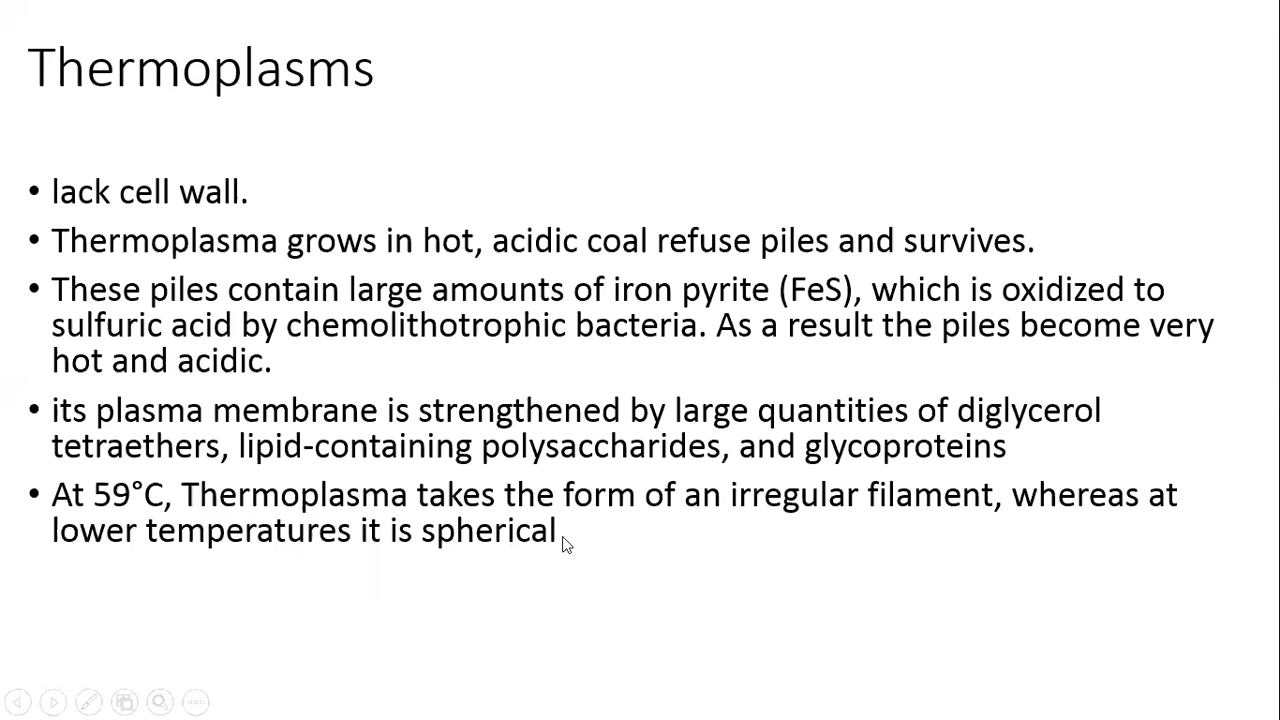 Thermoplasms
• lack cell wall.
• Thermoplasma grows in hot, acidic coal refuse piles and survives.
• These piles contain large amounts of iron pyrite (FeS), which is oxidized to
sulfuric acid by chemolithotrophic bacteria. As a result the piles become very
hot and acidic.
• its plasma membrane is strengthened by large quantities of diglycerol
tetraethers, lipid-containing polysaccharides, and glycoproteins
• At 59°C, Thermoplasma takes the form of an irregular filament, whereas at
lower temperatures it is spherical